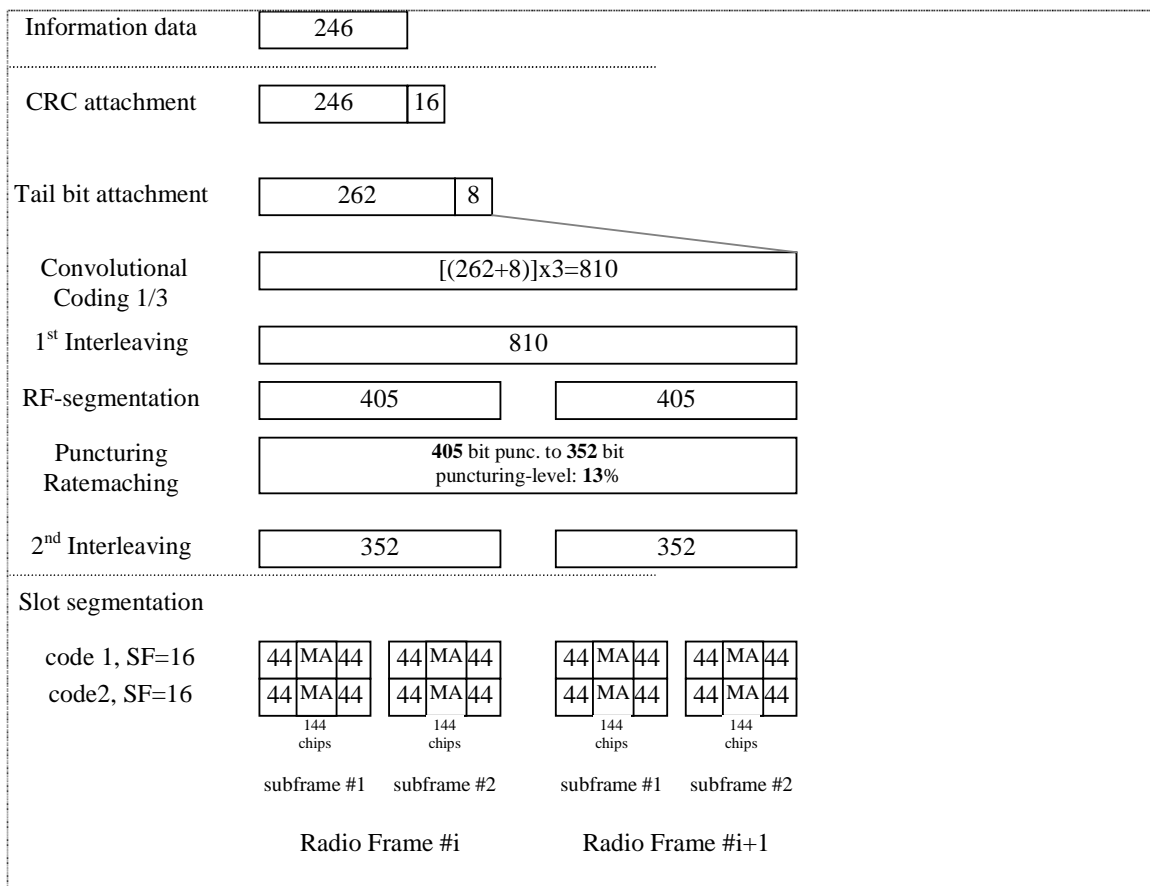 Information data 246
CRC attachment 246 16
Tail bit attachment 262 8
Convolutional
Coding 1/3
[(262+8)]x3=810
1st Interleaving 810
RF-segmentation 405 405
Puncturing
Ratemaching
405 bit punc. to 352 bit
puncturing-level: 13%
2nd Interleaving 352 352
Slot segmentation
code 1, SF=16 44 MA 44 44 MA 44 44 MA 44 44 MA 44
code2, SF=16 44 MA 44 44 MA 44 44 MA 44 44 MA 44
144 144 144 144
chips chips chips chips
subframe #1 subframe #2 subframe #1 subframe #2
Radio Frame #i Radio Frame #i+1